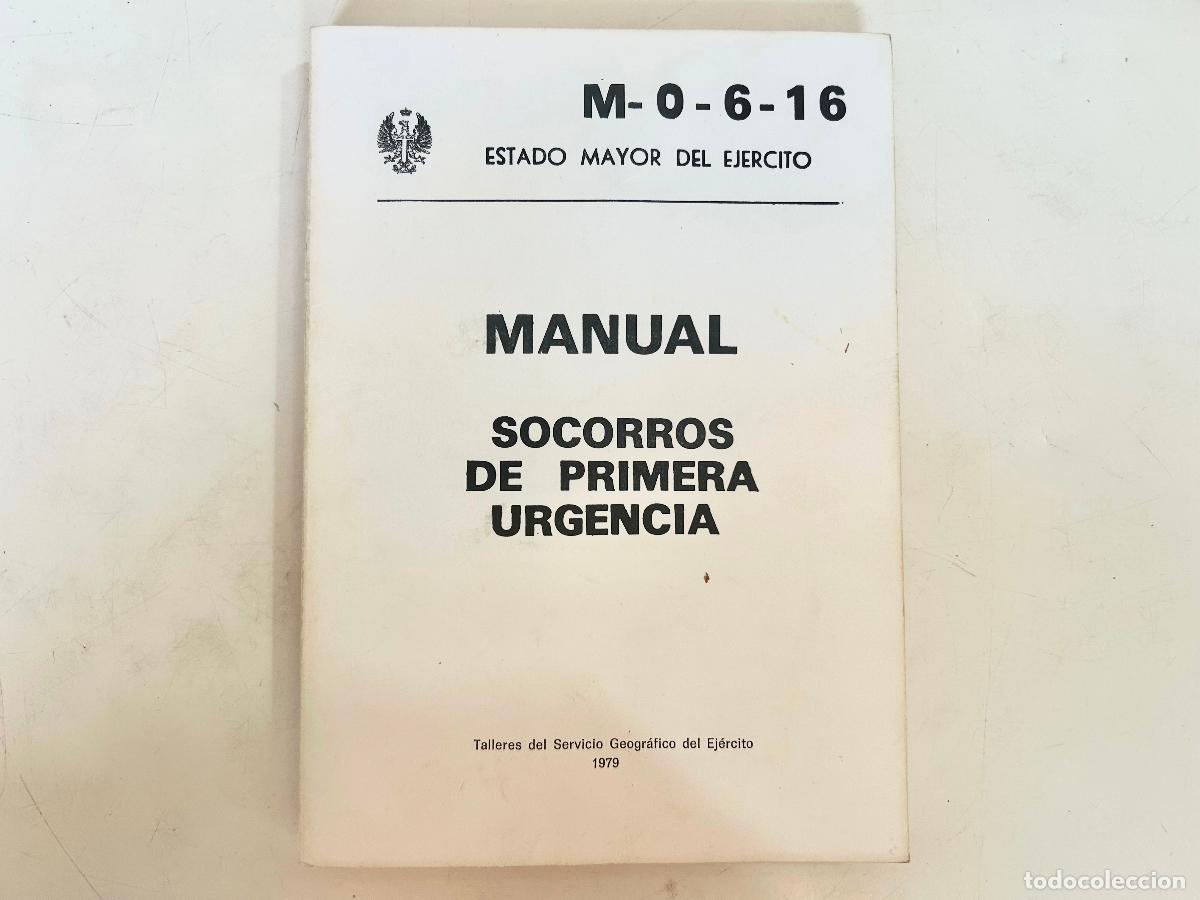 M-0-6-16
ESTADO MAYOR DEL EJERCITO
MANUAL
SOCORROS
DE PRIMERA
URGENCIA
Talleres del Servicio Geográfico del Ejército
1979
todocoleccion